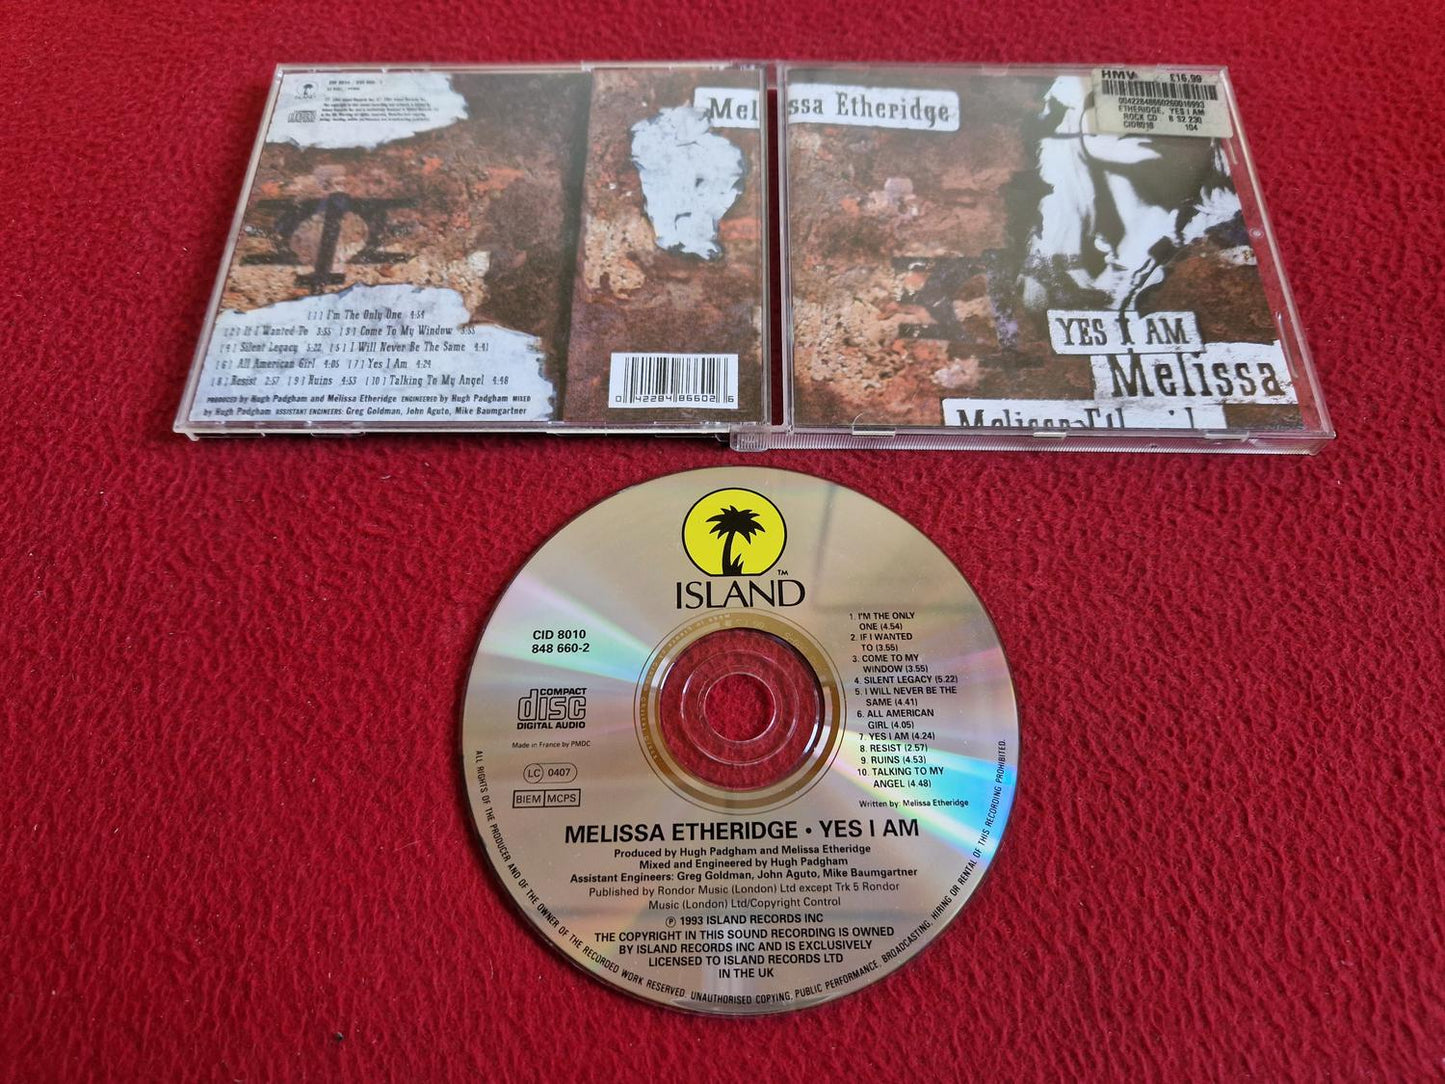 ISLAND
Melissa Etheridge
[1] I'm The Only One 4:54
[2] If I Wanted To 3:55 [3] Come To My Window 3:55
[4] Silent Legacy 5:22 [5] I Will Never Be The Same 4:41
[6] All American Girl 4:05 [7] Yes I Am 4:24
[8] Resist 2:57 [9] Ruins 4:53 [10] Talking To My Angel 4:48
PRODUCED BY Hugh Padgham and Melissa Etheridge ENGINEERED BY Hugh Padgham MIXED
BY Hugh Padgham ASSISTANT ENGINEERS: Greg Goldman, John Aguto, Mike Baumgartner
0 42284 86602 6
HMV £16.99
ETHERIDGE, YES I AM
ROCK CD 8 S2 230
CID8010 104
YES I AM
Melissa
Melissa Etherid
ISLAND™
CID 8010
848 660-2
COMPACT
disc
DIGITAL AUDIO
Made in France by PMDC
LC 0407
BIEM MCPS
1. I'M THE ONLY
ONE (4.54)
2. IF I WANTED
TO (3.55)
3. COME TO MY
WINDOW (3.55)
4. SILENT LEGACY (5.22)
5. I WILL NEVER BE THE
SAME (4.41)
6. ALL AMERICAN
GIRL (4.05)
7. YES I AM (4.24)
8. RESIST (2.57)
9. RUINS (4.53)
10. TALKING TO MY
ANGEL (4.48)
Written by: Melissa Etheridge
MELISSA ETHERIDGE • YES I AM
Produced by Hugh Padgham and Melissa Etheridge
Mixed and Engineered by Hugh Padgham
Assistant Engineers: Greg Goldman, John Aguto, Mike Baumgartner
Published by Rondor Music (London) Ltd except Trk 5 Rondor
Music (London) Ltd/Copyright Control
℗ 1993 ISLAND RECORDS INC
THE COPYRIGHT IN THIS SOUND RECORDING IS OWNED
BY ISLAND RECORDS INC AND IS EXCLUSIVELY
LICENSED TO ISLAND RECORDS LTD
IN THE UK
ALL RIGHTS OF THE PRODUCER AND OF THE OWNER OF THE RECORDED WORK RESERVED. UNAUTHORISED COPYING, PUBLIC PERFORMANCE, BROADCASTING, HIRING OR RENTAL OF THIS RECORDING PROHIBITED.